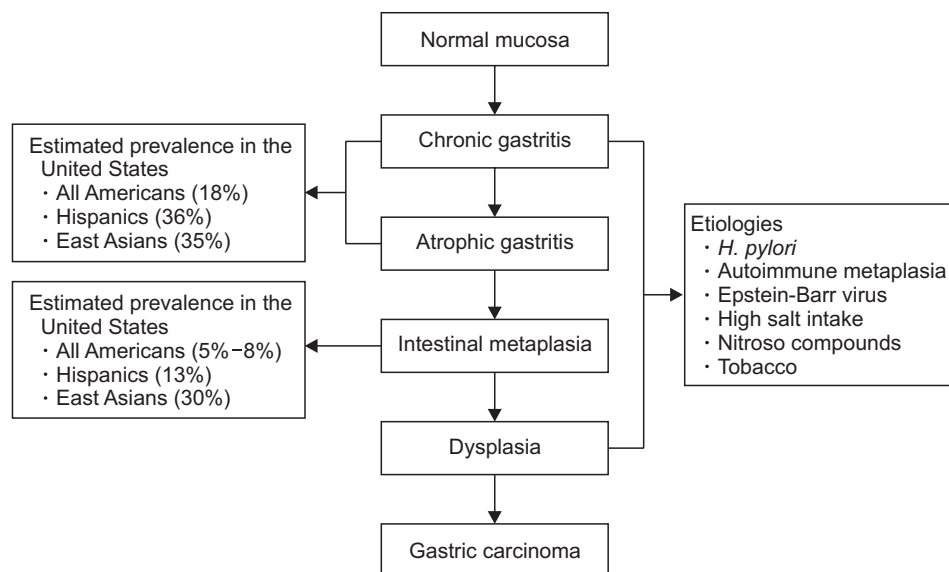 Normal mucosa
Chronic gastritis
Atrophic gastritis
Intestinal metaplasia
Dysplasia
Gastric carcinoma
Estimated prevalence in the
United States
· All Americans (18%)
· Hispanics (36%)
· East Asians (35%)
Estimated prevalence in the
United States
· All Americans (5%−8%)
· Hispanics (13%)
· East Asians (30%)
Etiologies
· H. pylori
· Autoimmune metaplasia
· Epstein-Barr virus
· High salt intake
· Nitroso compounds
· Tobacco